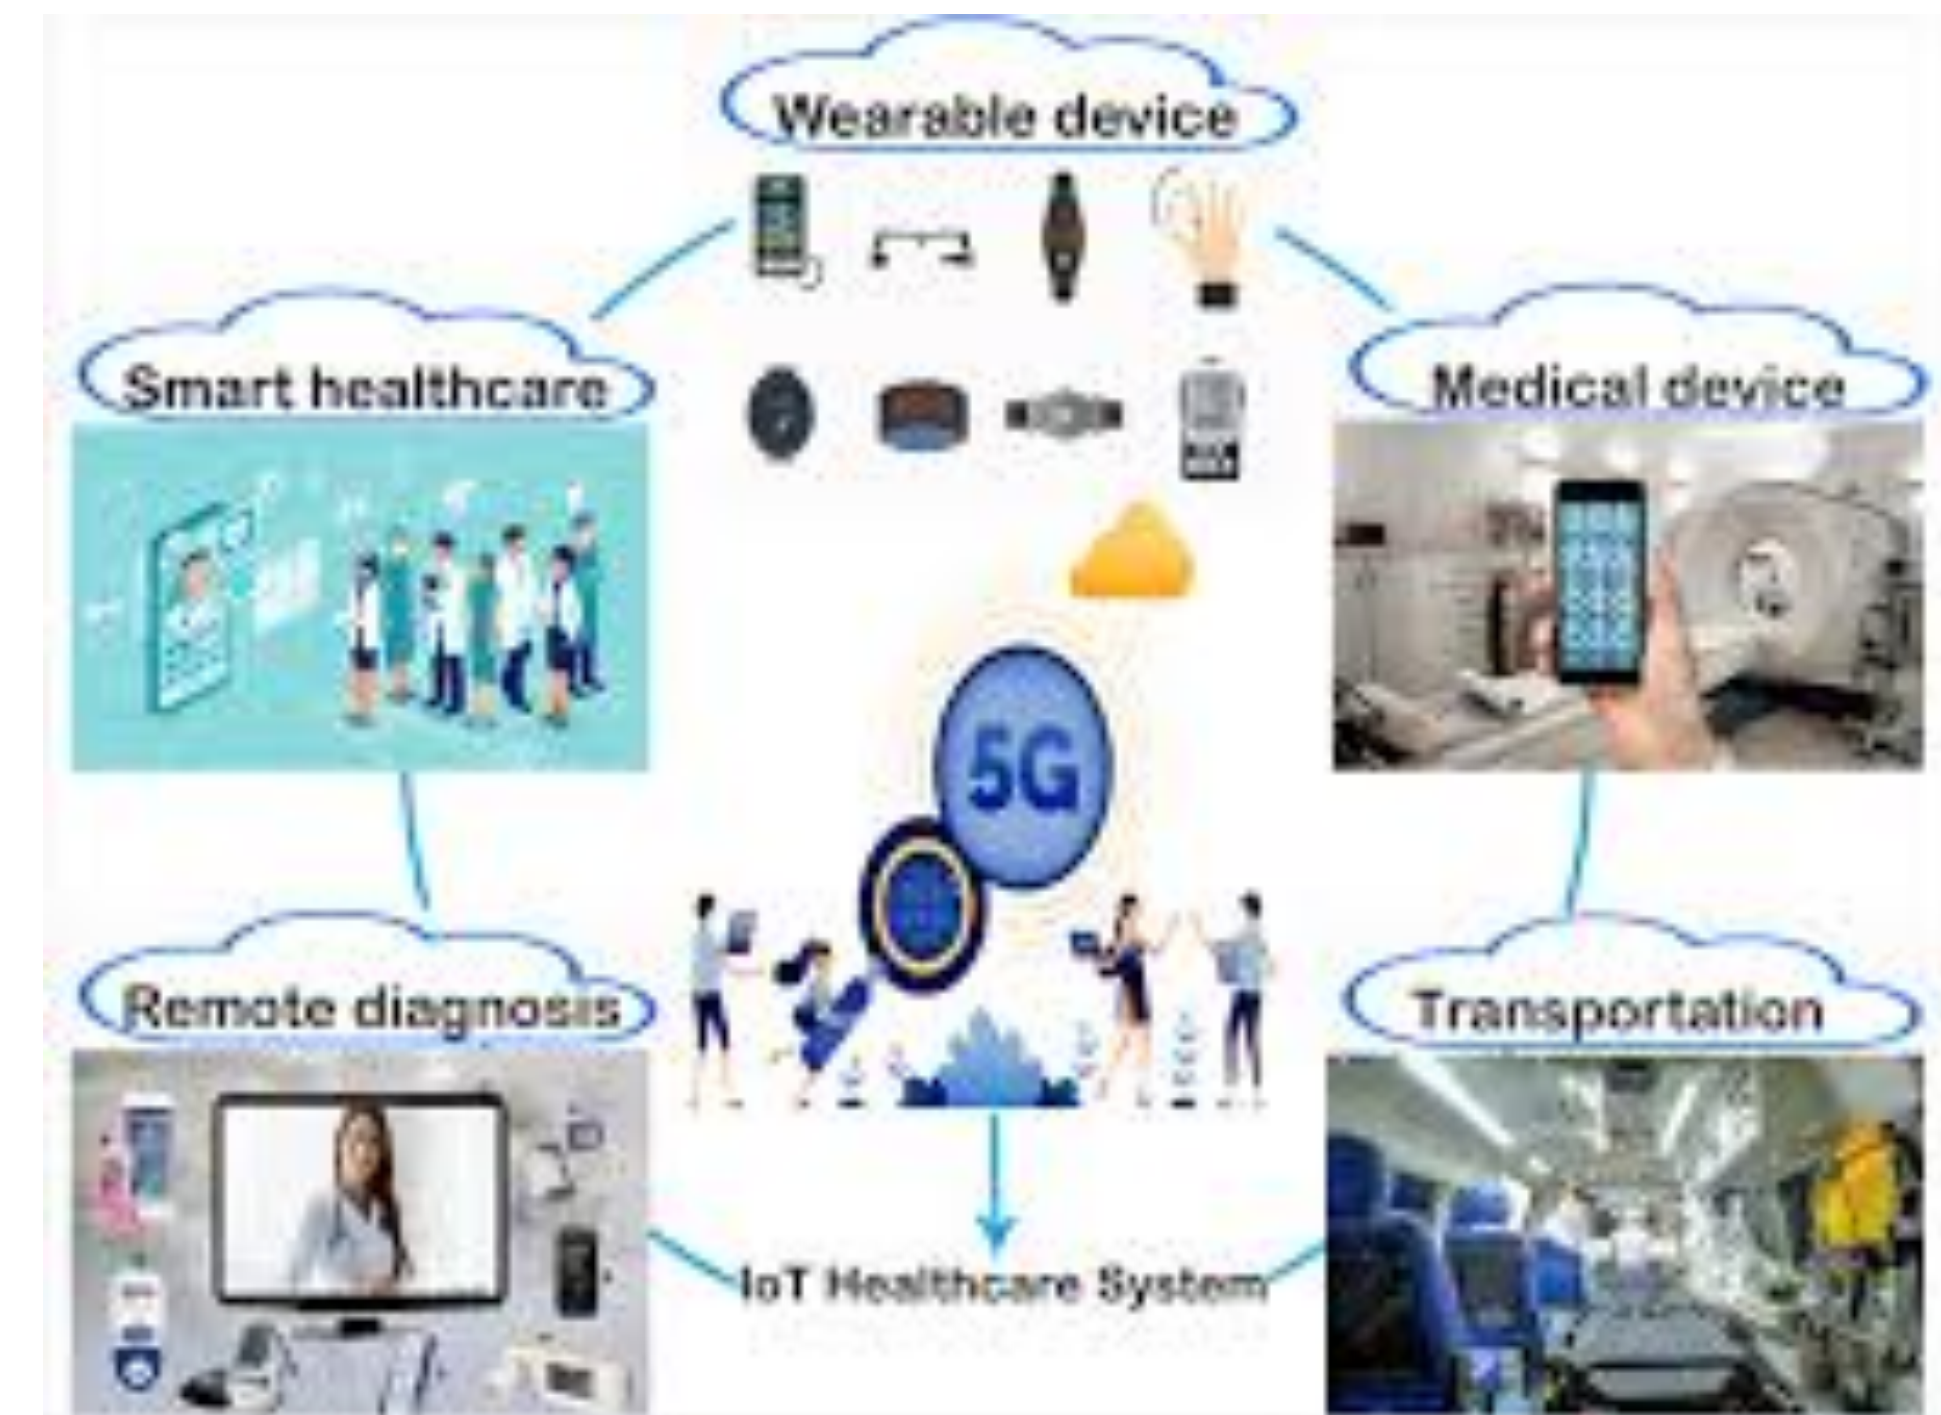 Wearable device
Smart healthcare
Medical device
5G
Remote diagnosis
Transportation
IoT Healthcare System